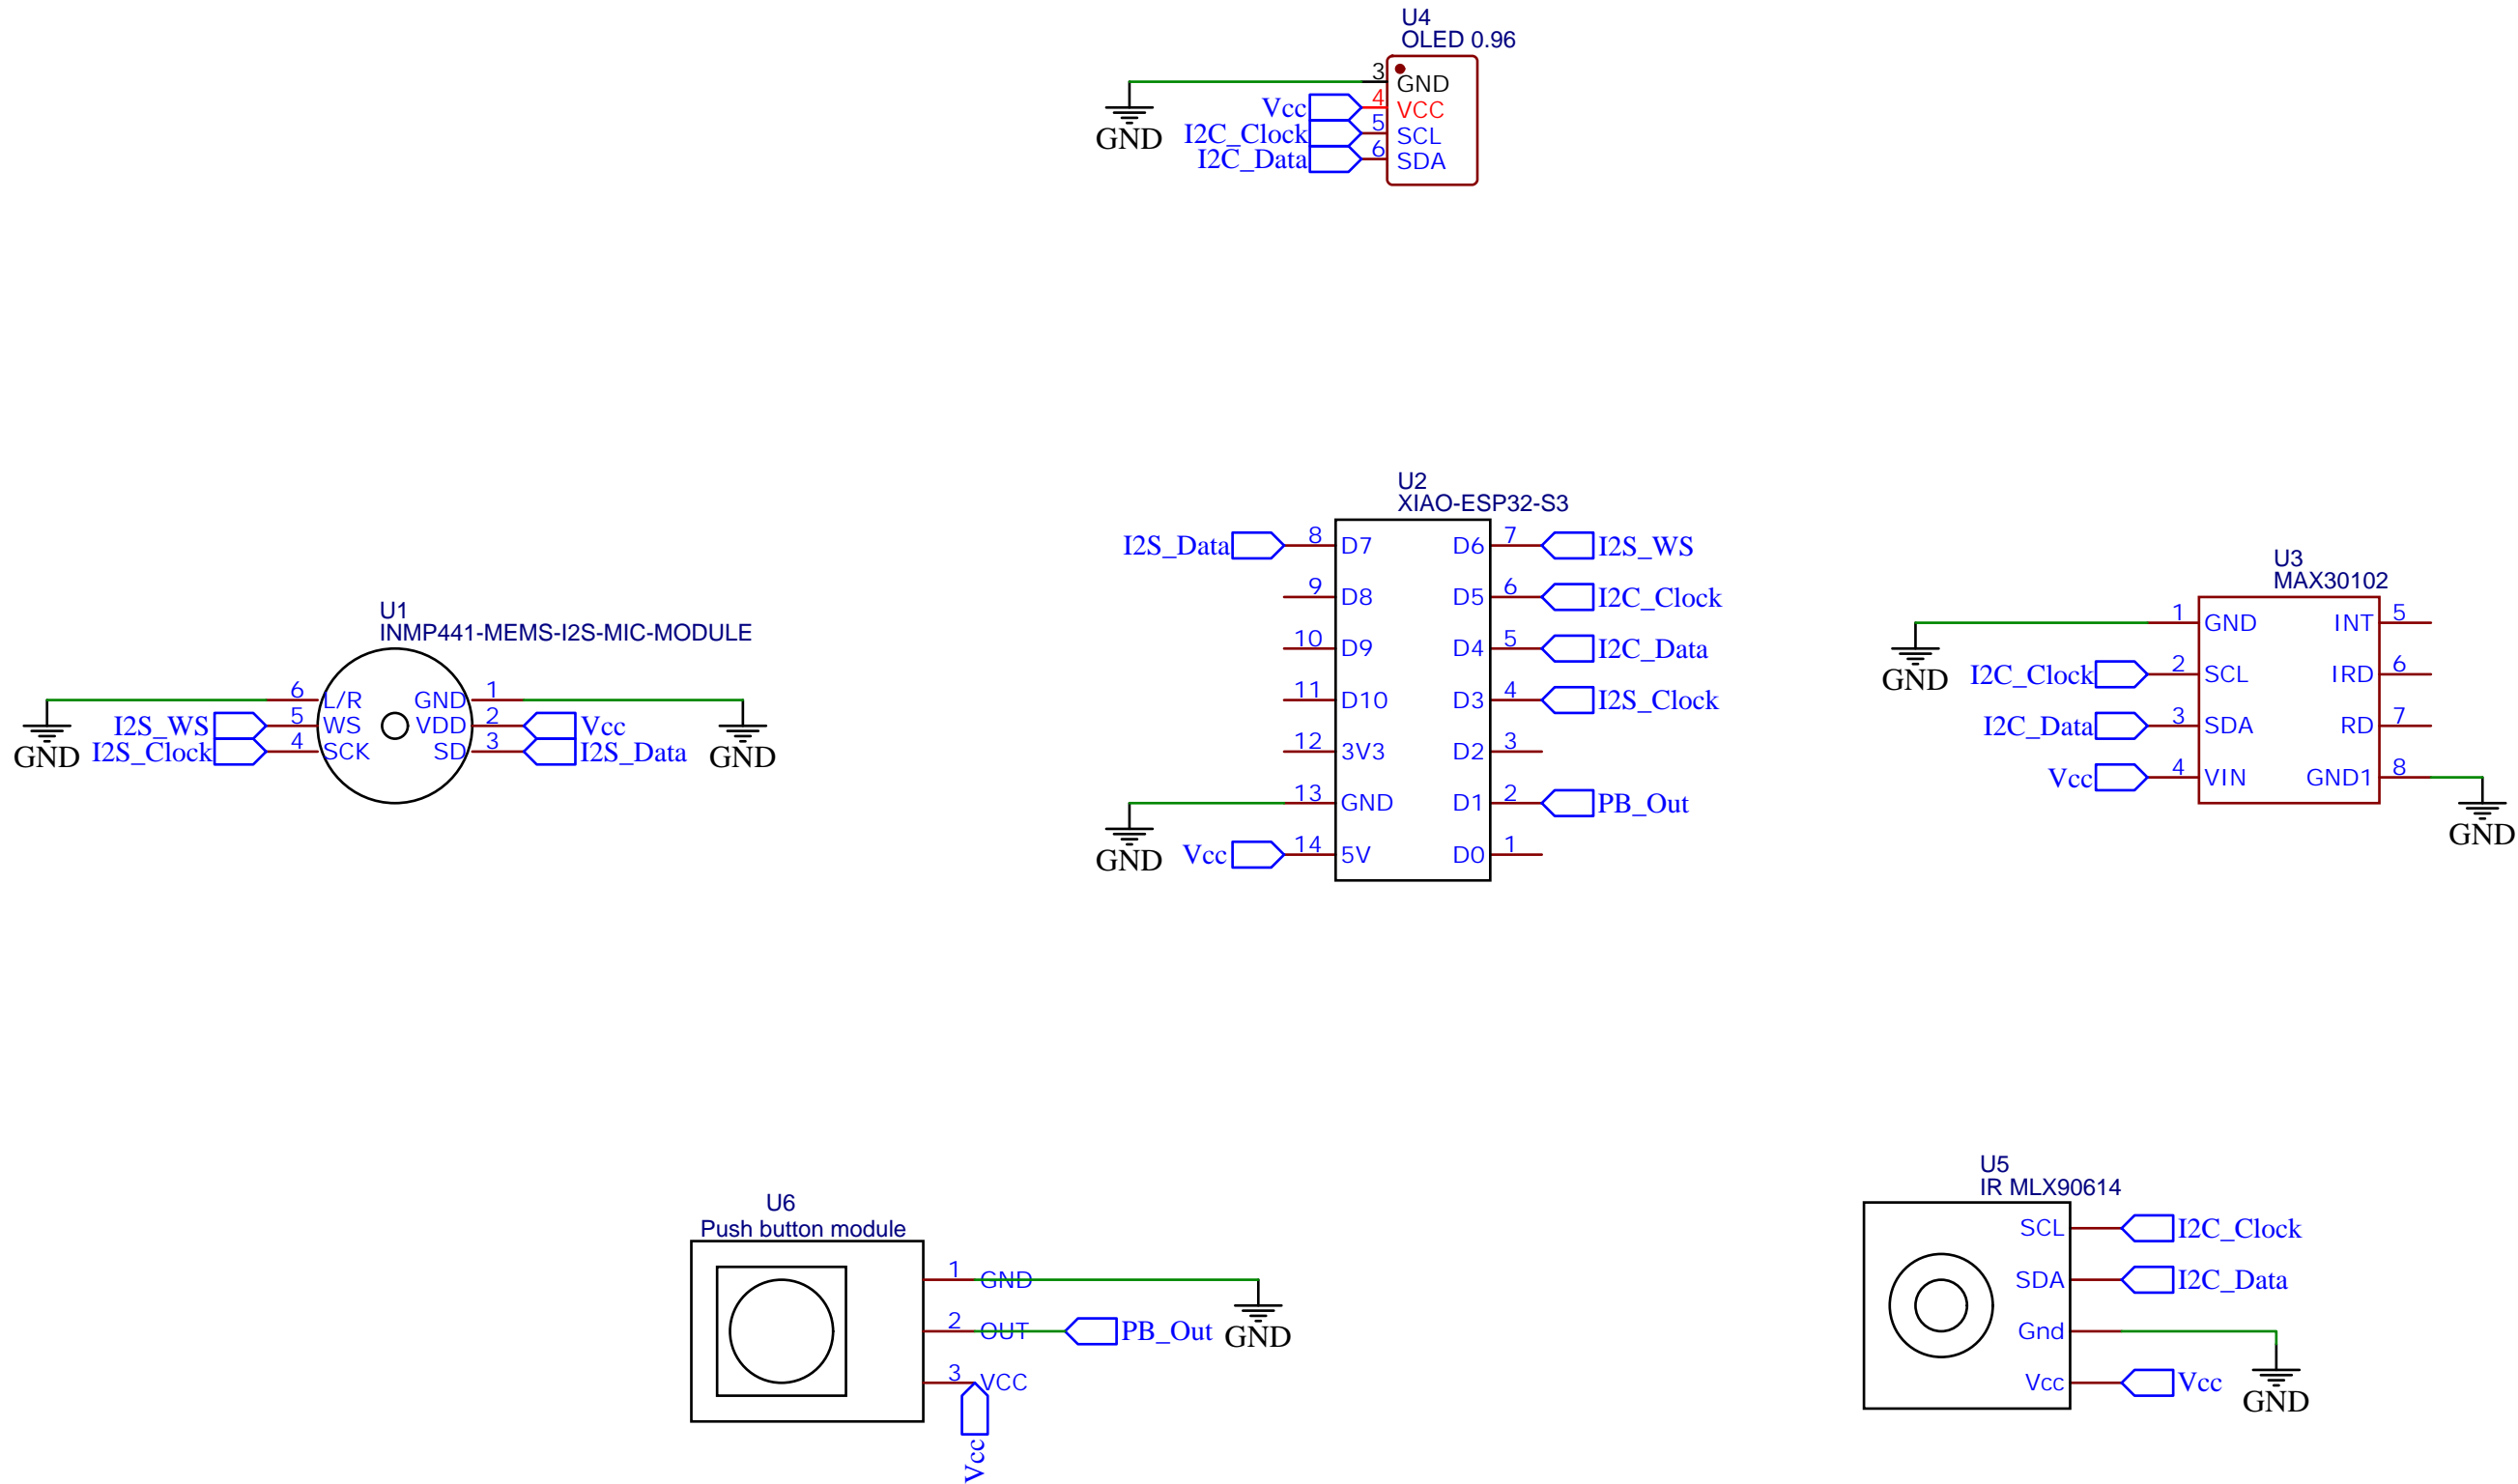 U4
OLED 0.96
3
GND
Vcc
4
VCC
I2C_Clock
5
SCL
I2C_Data
6
SDA
GND
U2
XIAO-ESP32-S3
I2S_Data
8
D7
D6
7
I2S_WS
9
D8
D5
6
I2C_Clock
10
D9
D4
5
I2C_Data
11
D10
D3
4
I2S_Clock
12
3V3
D2
3
13
GND
D1
2
PB_Out
GND
Vcc
14
5V
D0
1
U1
INMP441-MEMS-I2S-MIC-MODULE
6
L/R
GND
1
I2S_WS
5
WS
VDD
2
Vcc
I2S_Clock
4
SCK
SD
3
I2S_Data
GND
GND
U3
MAX30102
1
GND
INT
5
GND
I2C_Clock
2
SCL
IRD
6
I2C_Data
3
SDA
RD
7
Vcc
4
VIN
GND1
8
GND
U6
Push button module
1
GND
2
OUT
PB_Out
GND
3
VCC
Vcc
U5
IR MLX90614
SCL
I2C_Clock
SDA
I2C_Data
Gnd
Vcc
Vcc
GND